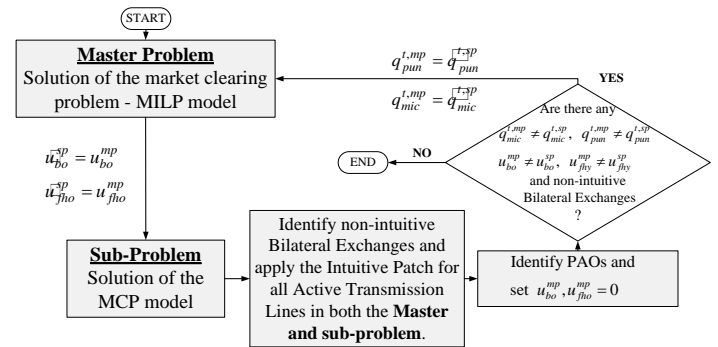 START
Master Problem
Solution of the market clearing
problem - MILP model
q_{pun}^{t,mp} = q_{pun}^{t,sp}
q_{mic}^{t,mp} = q_{mic}^{t,sp}
YES
Are there any
q_{mic}^{t,mp} ≠ q_{mic}^{t,sp}, q_{pun}^{t,mp} ≠ q_{pun}^{t,sp}
u_{bo}^{mp} ≠ u_{bo}^{sp}, u_{fhy}^{mp} ≠ u_{fhy}^{sp}
and non-intuitive
Bilateral Exchanges
?
NO
END
u_{bo}^{sp} = u_{bo}^{mp}
u_{fho}^{sp} = u_{fho}^{mp}
Sub-Problem
Solution of the
MCP model
Identify non-intuitive
Bilateral Exchanges and
apply the Intuitive Patch for
all Active Transmission
Lines in both the Master
and sub-problem.
Identify PAOs and
set u_{bo}^{mp}, u_{fho}^{mp} = 0